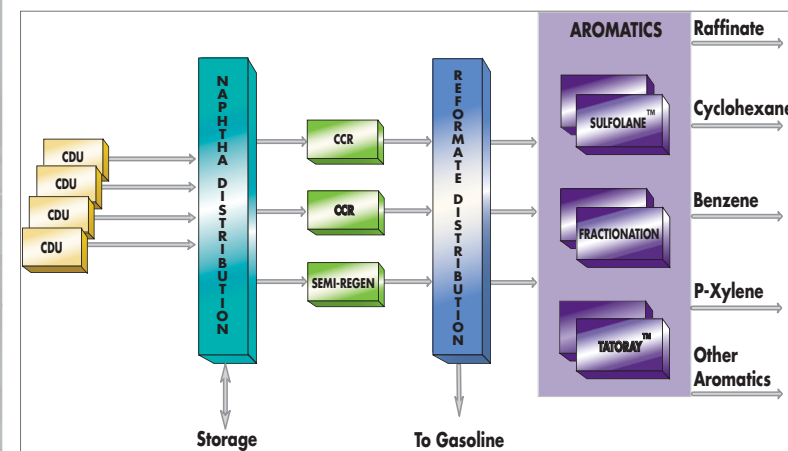 CDU
CDU
CDU
CDU
NAPHTHA DISTRIBUTION
Storage
CCR
CCR
SEMI-REGEN
REFORMATE DISTRIBUTION
To Gasoline
AROMATICS
SULFOLANE™
FRACTIONATION
TATORAY™
Raffinate
Cyclohexane
Benzene
P-Xylene
Other
Aromatics